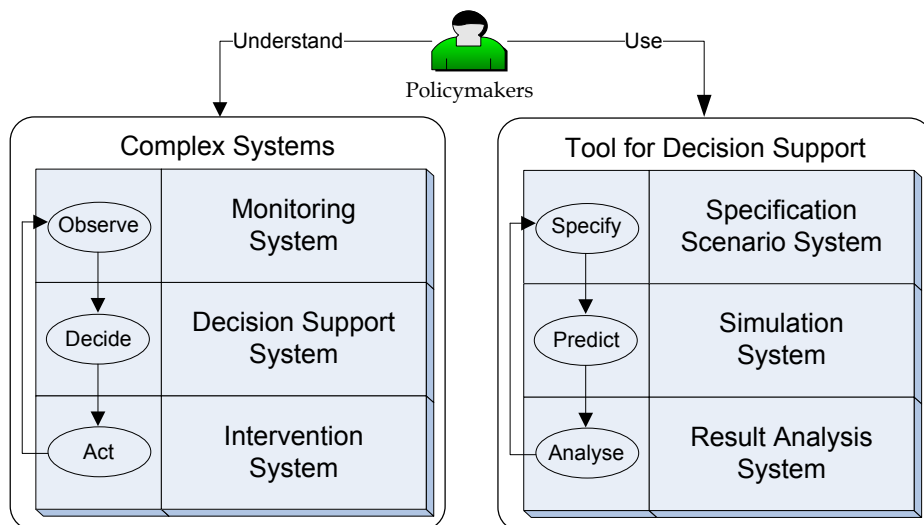 Understand
Use
Policymakers
Complex Systems
Observe
Monitoring
System
Decide
Decision Support
System
Act
Intervention
System
Tool for Decision Support
Specify
Specification
Scenario System
Predict
Simulation
System
Analyse
Result Analysis
System